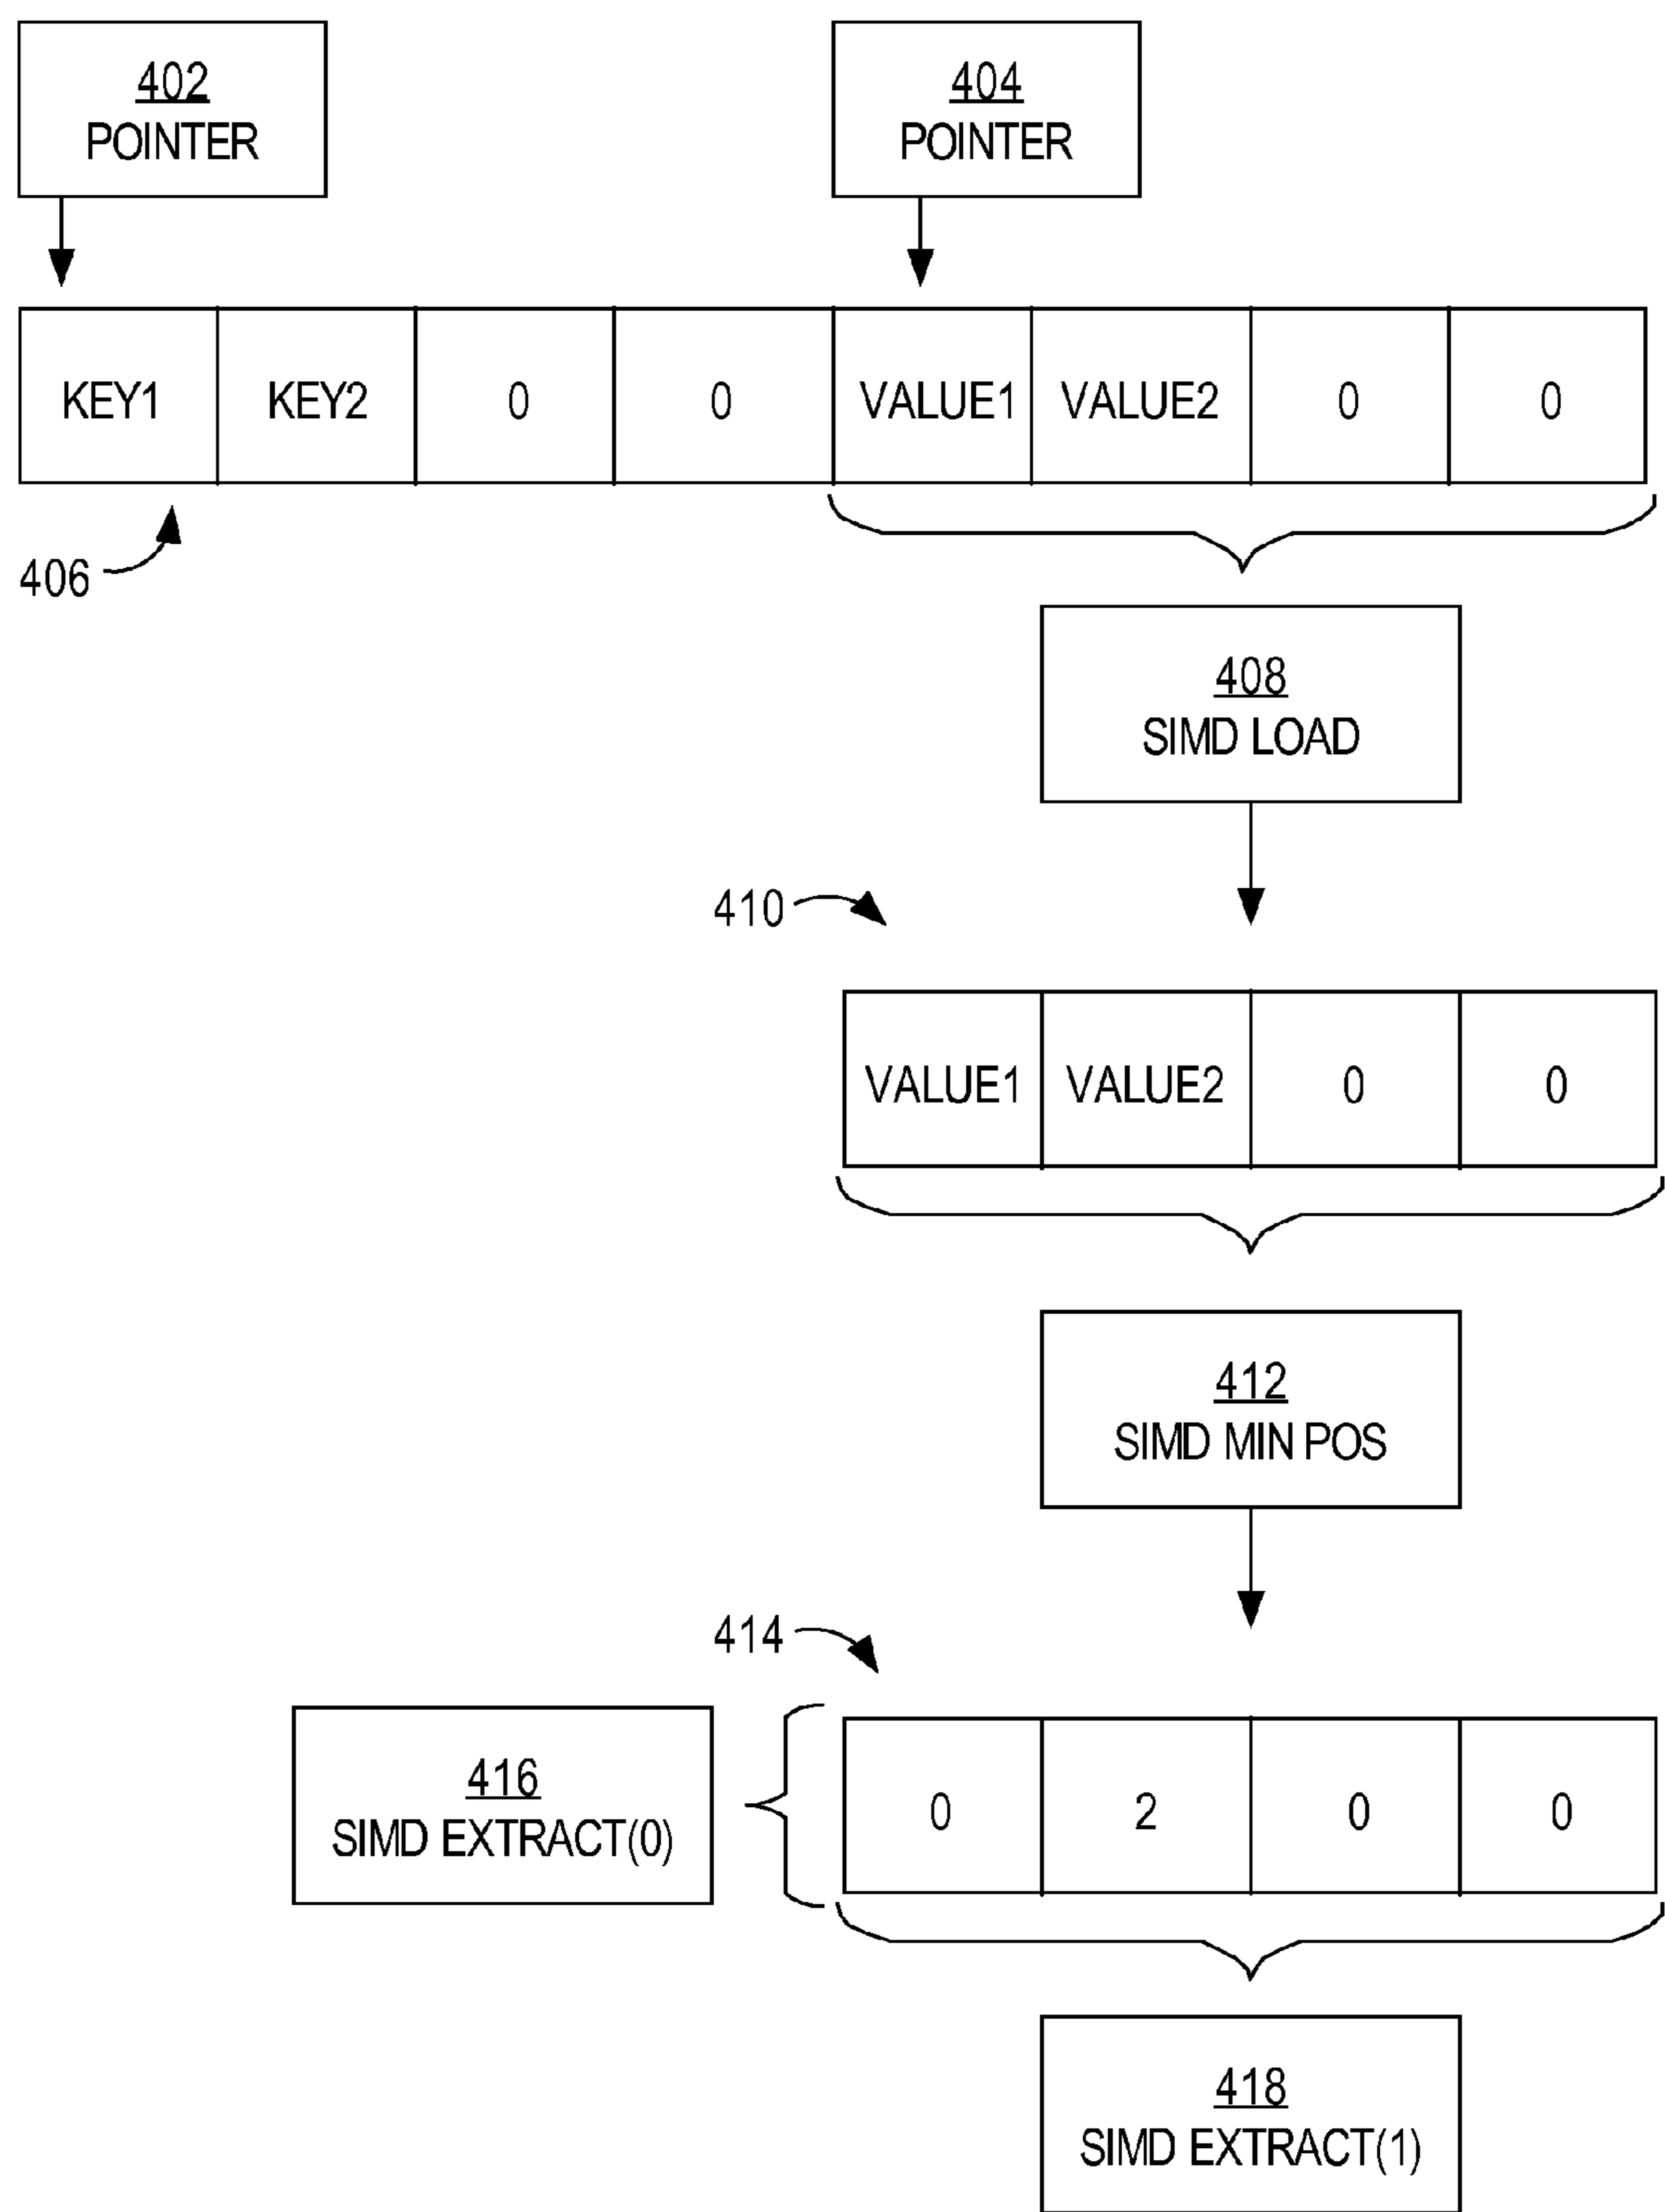 402
POINTER
404
POINTER
KEY1 KEY2 0 0 VALUE1 VALUE2 0 0
406
408
SIMD LOAD
410
VALUE1 VALUE2 0 0
412
SIMD MIN POS
414
416
SIMD EXTRACT(0)
0 2 0 0
418
SIMD EXTRACT(1)